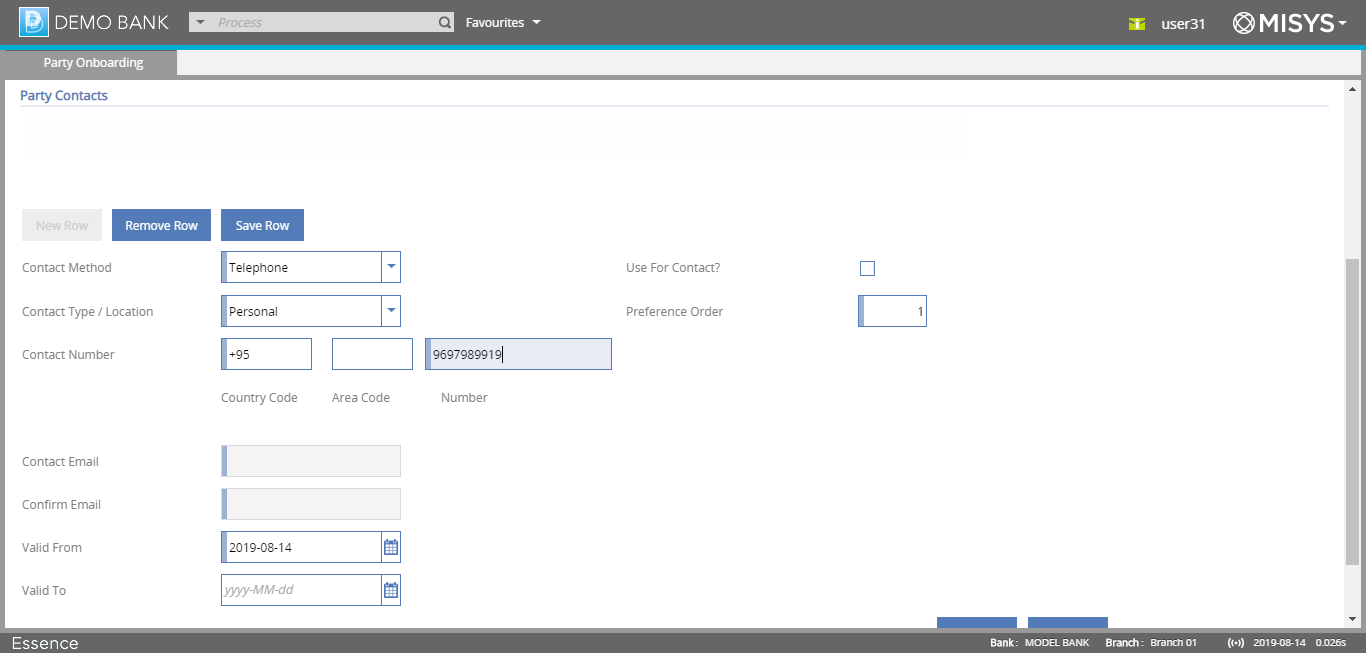 DEMO BANK Process Favourites user31 MISYS
Party Onboarding
Party Contacts
New Row Remove Row Save Row
Contact Method Telephone Use For Contact?
Contact Type / Location Personal Preference Order 1
Contact Number +95 9697989919
Country Code Area Code Number
Contact Email
Confirm Email
Valid From 2019-08-14
Valid To yyyy-MM-dd
Essence Bank : MODEL BANK Branch : Branch 01 2019-08-14 0.026s